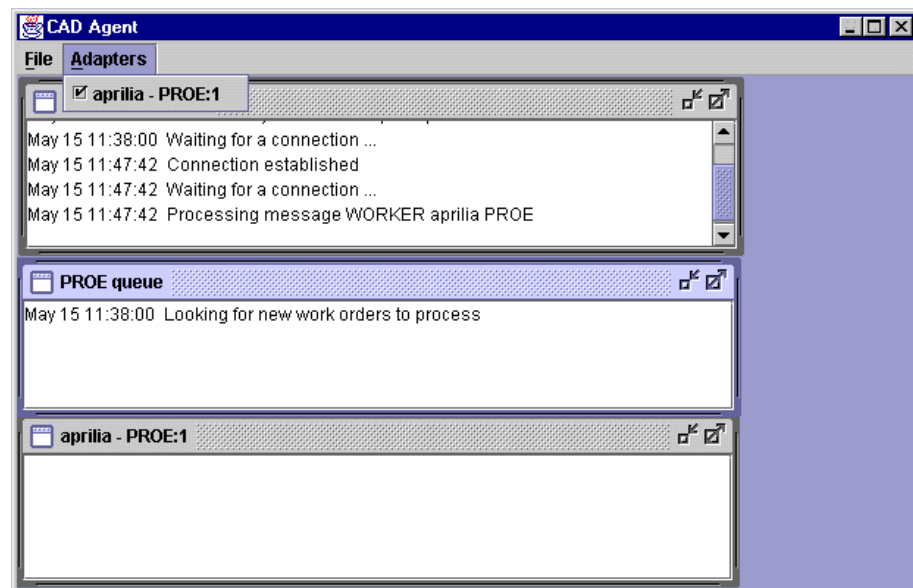 CAD Agent
File Adapters
aprilia - PROE:1
May 15 11:38:00 Waiting for a connection ...
May 15 11:47:42 Connection established
May 15 11:47:42 Waiting for a connection ...
May 15 11:47:42 Processing message WORKER aprilia PROE
PROE queue
May 15 11:38:00 Looking for new work orders to process
aprilia - PROE:1